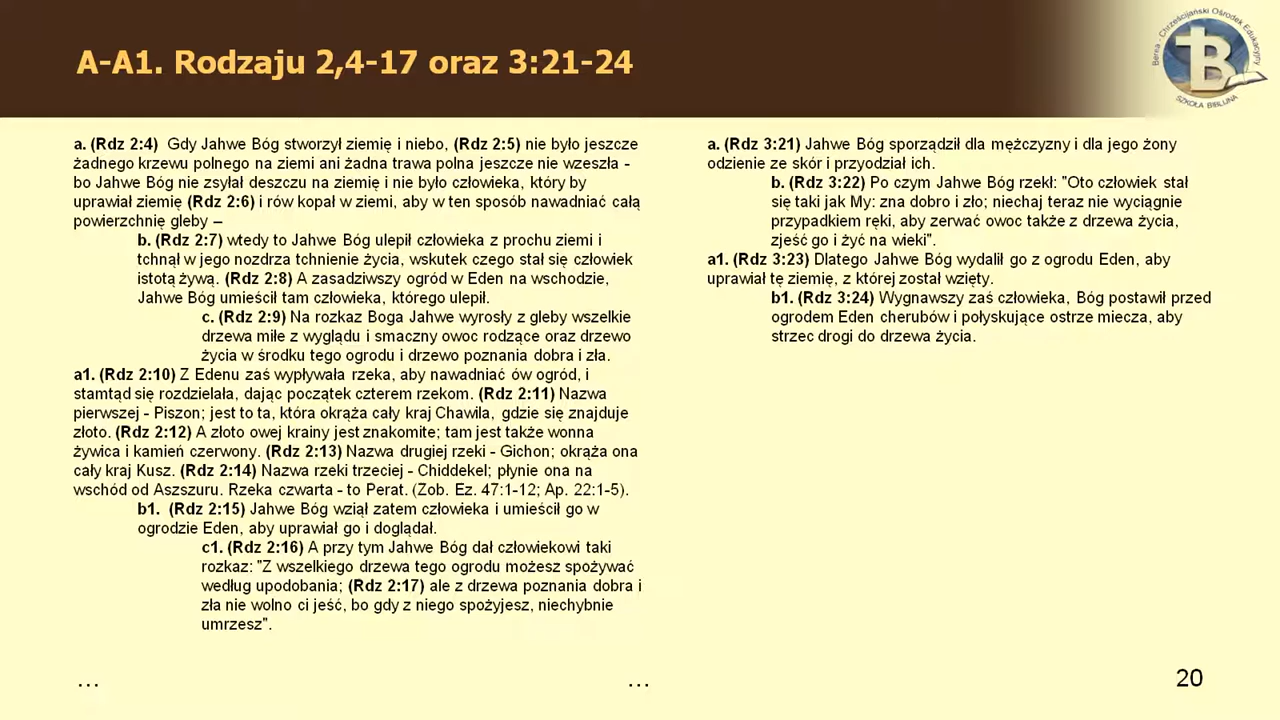 A-A1. Rodzaju 2,4-17 oraz 3:21-24
Berea - Chrześcijański Ośrodek Edukacyjny
SZKOŁA BIBLIJNA
a. (Rdz 2:4) Gdy Jahwe Bóg stworzył ziemię i niebo, (Rdz 2:5) nie było jeszcze
żadnego krzewu polnego na ziemi ani żadna trawa polna jeszcze nie wzeszła -
bo Jahwe Bóg nie zsyłał deszczu na ziemię i nie było człowieka, który by
uprawiał ziemię (Rdz 2:6) i rów kopał w ziemi, aby w ten sposób nawadniać całą
powierzchnię gleby –
b. (Rdz 2:7) wtedy to Jahwe Bóg ulepił człowieka z prochu ziemi i
tchnął w jego nozdrza tchnienie życia, wskutek czego stał się człowiek
istotą żywą. (Rdz 2:8) A zasadziwszy ogród w Eden na wschodzie,
Jahwe Bóg umieścił tam człowieka, którego ulepił.
c. (Rdz 2:9) Na rozkaz Boga Jahwe wyrosły z gleby wszelkie
drzewa miłe z wyglądu i smaczny owoc rodzące oraz drzewo
życia w środku tego ogrodu i drzewo poznania dobra i zła.
a1. (Rdz 2:10) Z Edenu zaś wypływała rzeka, aby nawadniać ów ogród, i
stamtąd się rozdzielała, dając początek czterem rzekom. (Rdz 2:11) Nazwa
pierwszej - Piszon; jest to ta, która okrąża cały kraj Chawila, gdzie się znajduje
złoto. (Rdz 2:12) A złoto owej krainy jest znakomite; tam jest także wonna
żywica i kamień czerwony. (Rdz 2:13) Nazwa drugiej rzeki - Gichon; okrąża ona
cały kraj Kusz. (Rdz 2:14) Nazwa rzeki trzeciej - Chiddekel; płynie ona na
wschód od Aszszuru. Rzeka czwarta - to Perat. (Zob. Ez. 47:1-12; Ap. 22:1-5).
b1. (Rdz 2:15) Jahwe Bóg wziął zatem człowieka i umieścił go w
ogrodzie Eden, aby uprawiał go i doglądał.
c1. (Rdz 2:16) A przy tym Jahwe Bóg dał człowiekowi taki
rozkaz: "Z wszelkiego drzewa tego ogrodu możesz spożywać
według upodobania; (Rdz 2:17) ale z drzewa poznania dobra i
zła nie wolno ci jeść, bo gdy z niego spożyjesz, niechybnie
umrzesz".
a. (Rdz 3:21) Jahwe Bóg sporządził dla mężczyzny i dla jego żony
odzienie ze skór i przyodział ich.
b. (Rdz 3:22) Po czym Jahwe Bóg rzekł: "Oto człowiek stał
się taki jak My: zna dobro i zło; niechaj teraz nie wyciągnie
przypadkiem ręki, aby zerwać owoc także z drzewa życia,
zjeść go i żyć na wieki".
a1. (Rdz 3:23) Dlatego Jahwe Bóg wydalił go z ogrodu Eden, aby
uprawiał tę ziemię, z której został wzięty.
b1. (Rdz 3:24) Wygnawszy zaś człowieka, Bóg postawił przed
ogrodem Eden cherubów i połyskujące ostrze miecza, aby
strzec drogi do drzewa życia.
...
...
20